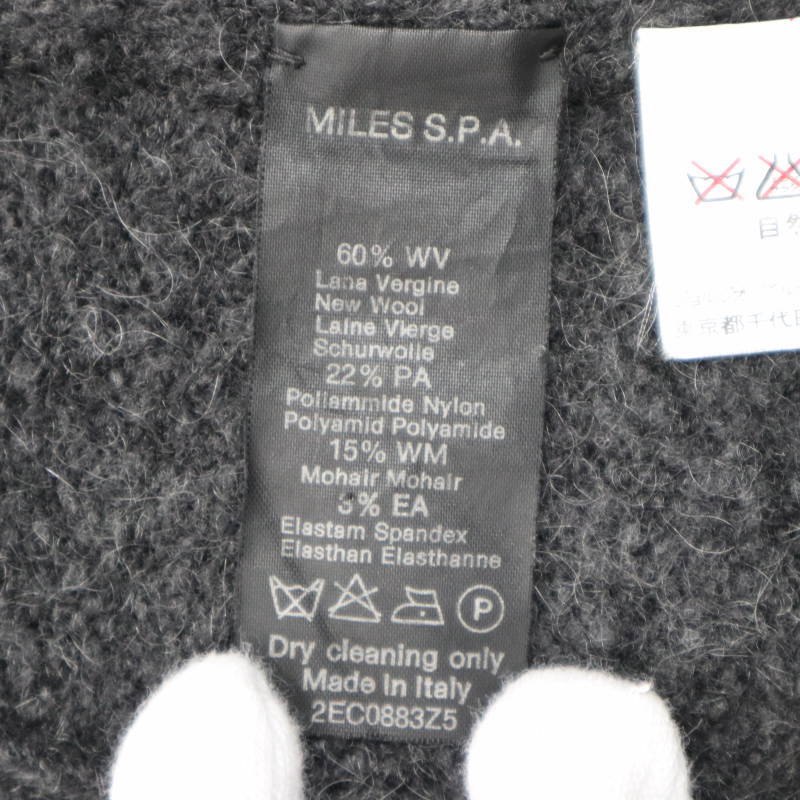 MILES S.P.A.
60% WV
Lana Vergine
New Wool
Laine Vierge
Schurwolle
22% PA
Poliammide Nylon
Polyamid Polyamide
15% WM
Mohair Mohair
3% EA
Elastam Spandex
Elasthan Elasthanne
P
Dry cleaning only
Made in Italy
2EC0883Z5
自然
東京都千代田